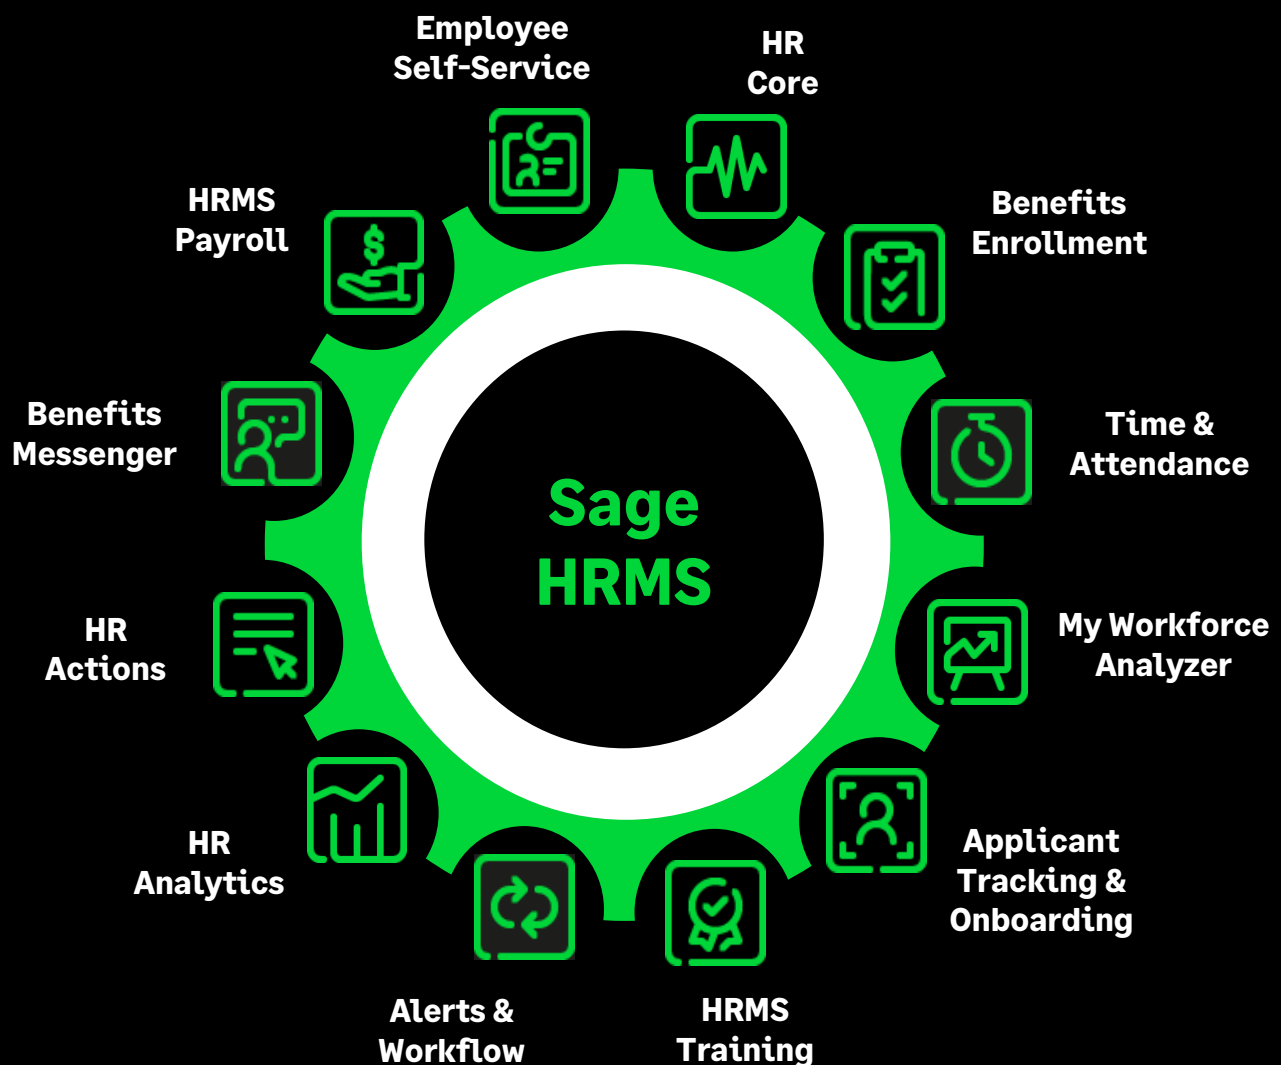 Employee
Self-Service
HR
Core
HRMS
Payroll
Benefits
Enrollment
Benefits
Messenger
Time &
Attendance
Sage
HRMS
HR
Actions
My Workforce
Analyzer
HR
Analytics
Applicant
Tracking &
Onboarding
Alerts &
Workflow
HRMS
Training